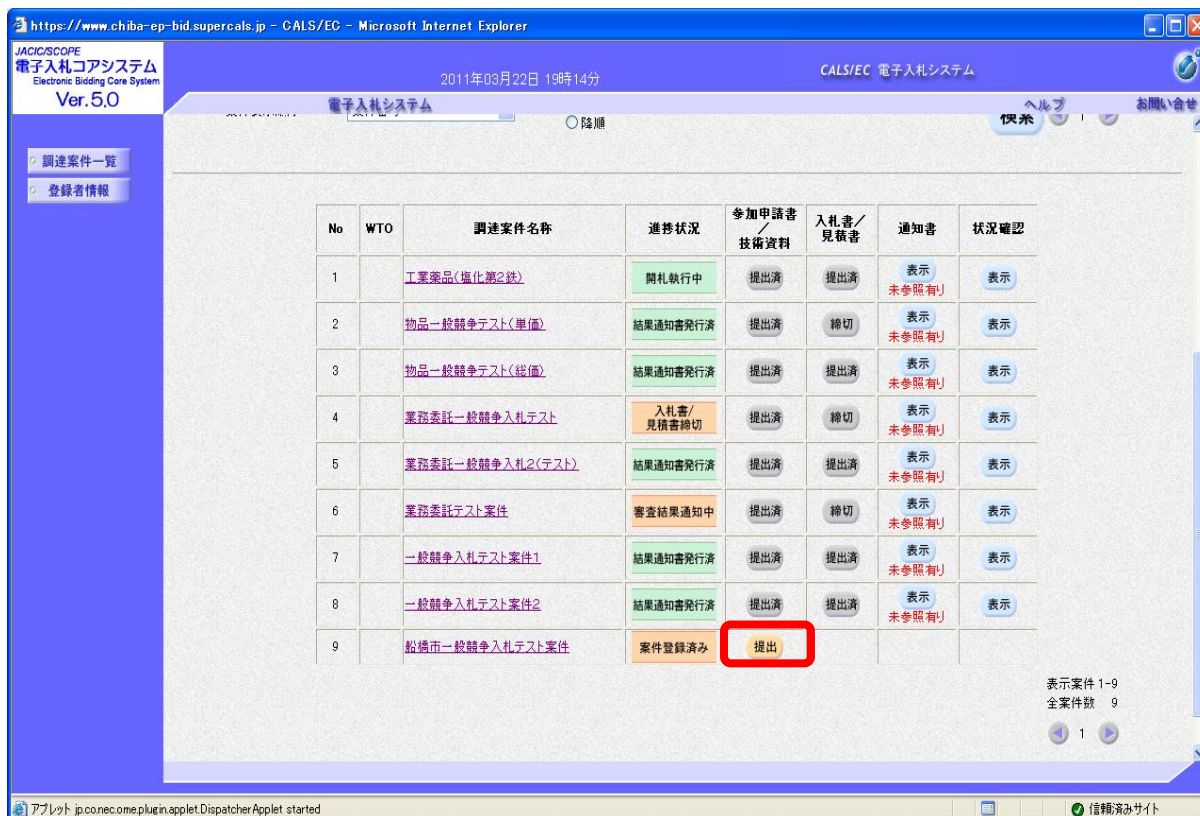 https://www.chiba-ep-bid.supercals.jp - CALS/EC - Microsoft Internet Explorer
JACIC/SCOPE
電子入札コアシステム
Electronic Bidding Core System
Ver.5.0
2011年03月22日 19時14分
CALS/EC 電子入札システム
電子入札システム
ヘルプ
お問い合せ
○降順
検索
1
調達案件一覧
登録者情報
No WTO 調達案件名称 進捗状況 参加申請書／技術資料 入札書／見積書 通知書 状況確認
1 工業薬品(塩化第2鉄) 開札執行中 提出済 提出済 表示 未参照有り 表示
2 物品一般競争テスト(単価) 結果通知書発行済 提出済 締切 表示 未参照有り 表示
3 物品一般競争テスト(総価) 結果通知書発行済 提出済 提出済 表示 未参照有り 表示
4 業務委託一般競争入札テスト 入札書/見積書締切 提出済 締切 表示 未参照有り 表示
5 業務委託一般競争入札2(テスト) 結果通知書発行済 提出済 提出済 表示 未参照有り 表示
6 業務委託テスト案件 審査結果通知中 提出済 締切 表示 未参照有り 表示
7 一般競争入札テスト案件1 結果通知書発行済 提出済 提出済 表示 未参照有り 表示
8 一般競争入札テスト案件2 結果通知書発行済 提出済 提出済 表示 未参照有り 表示
9 船橋市一般競争入札テスト案件 案件登録済み 提出
表示案件 1-9
全案件数 9
1
アプレット jp.co.nec.ome.plugin.applet.DispatcherApplet started
信頼済みサイト